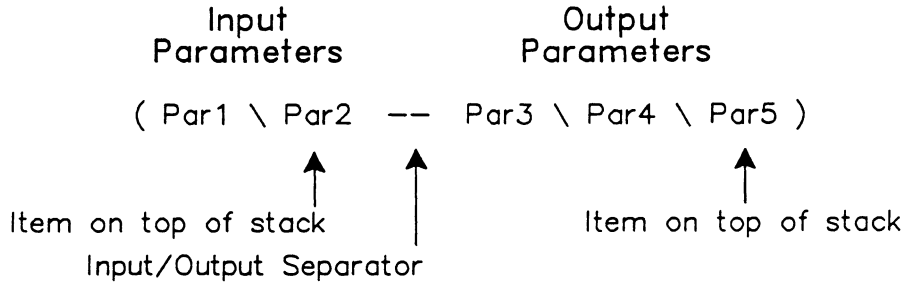 Input Output
Parameters Parameters
( Par1 \ Par2 -- Par3 \ Par4 \ Par5 )
Item on top of stack Item on top of stack
Input/Output Separator